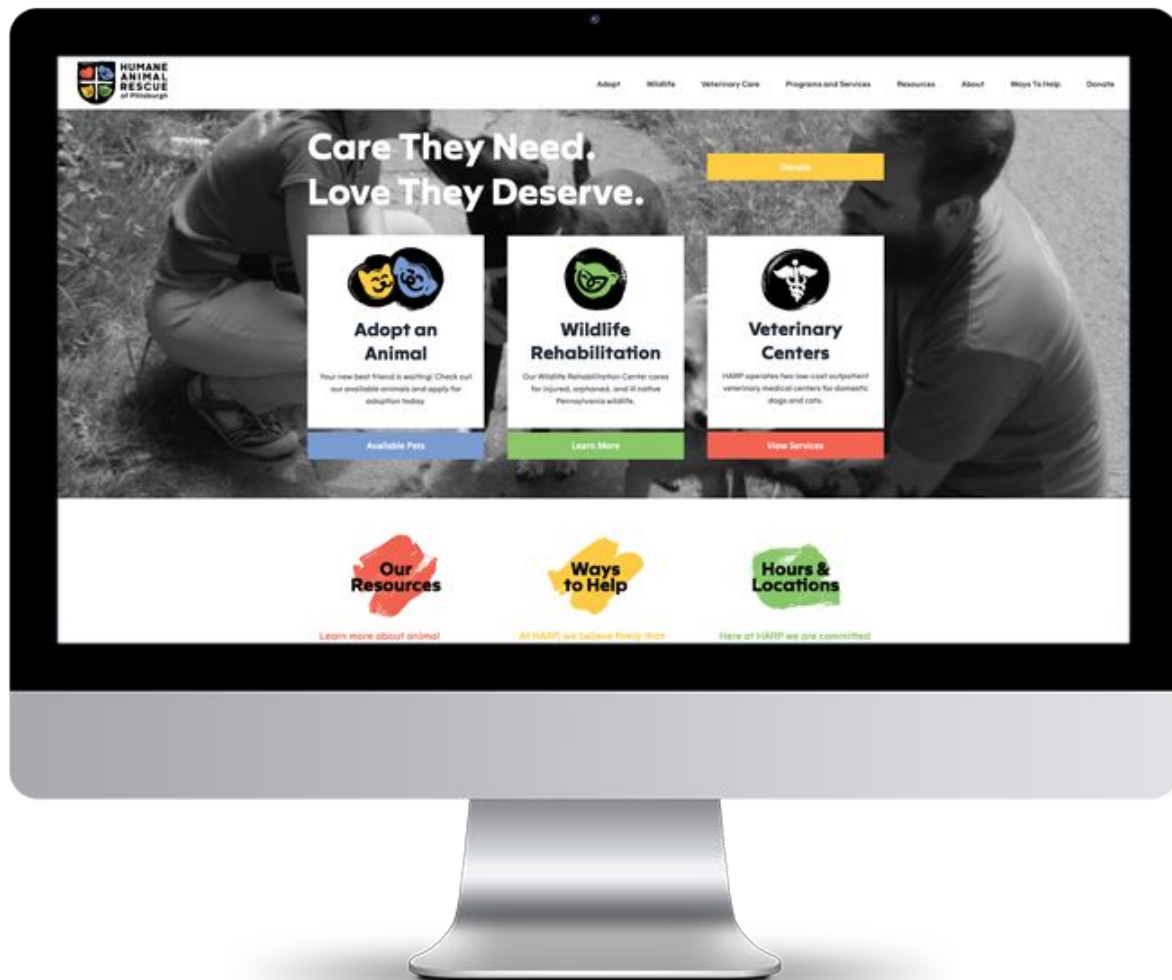 HUMANE
ANIMAL
RESCUE
of Pittsburgh
Adopt Wildlife Veterinary Care Programs and Services Resources About Ways To Help Donate
Care They Need.
Love They Deserve.
Donate
Adopt an
Animal
Your new best friend is waiting! Check out
our available animals and apply for
adoption today
Available Pets
Wildlife
Rehabilitation
Our Wildlife Rehabilitation Center cares
for injured, orphaned, and ill native
Pennsylvania wildlife.
Learn More
Veterinary
Centers
HARP operates two low-cost outpatient
veterinary medical centers for domestic
dogs and cats.
View Services
Our
Resources
Ways
to Help
Hours &
Locations
Learn more about animal
At HARP, we believe firmly that
Here at HARP we are committed